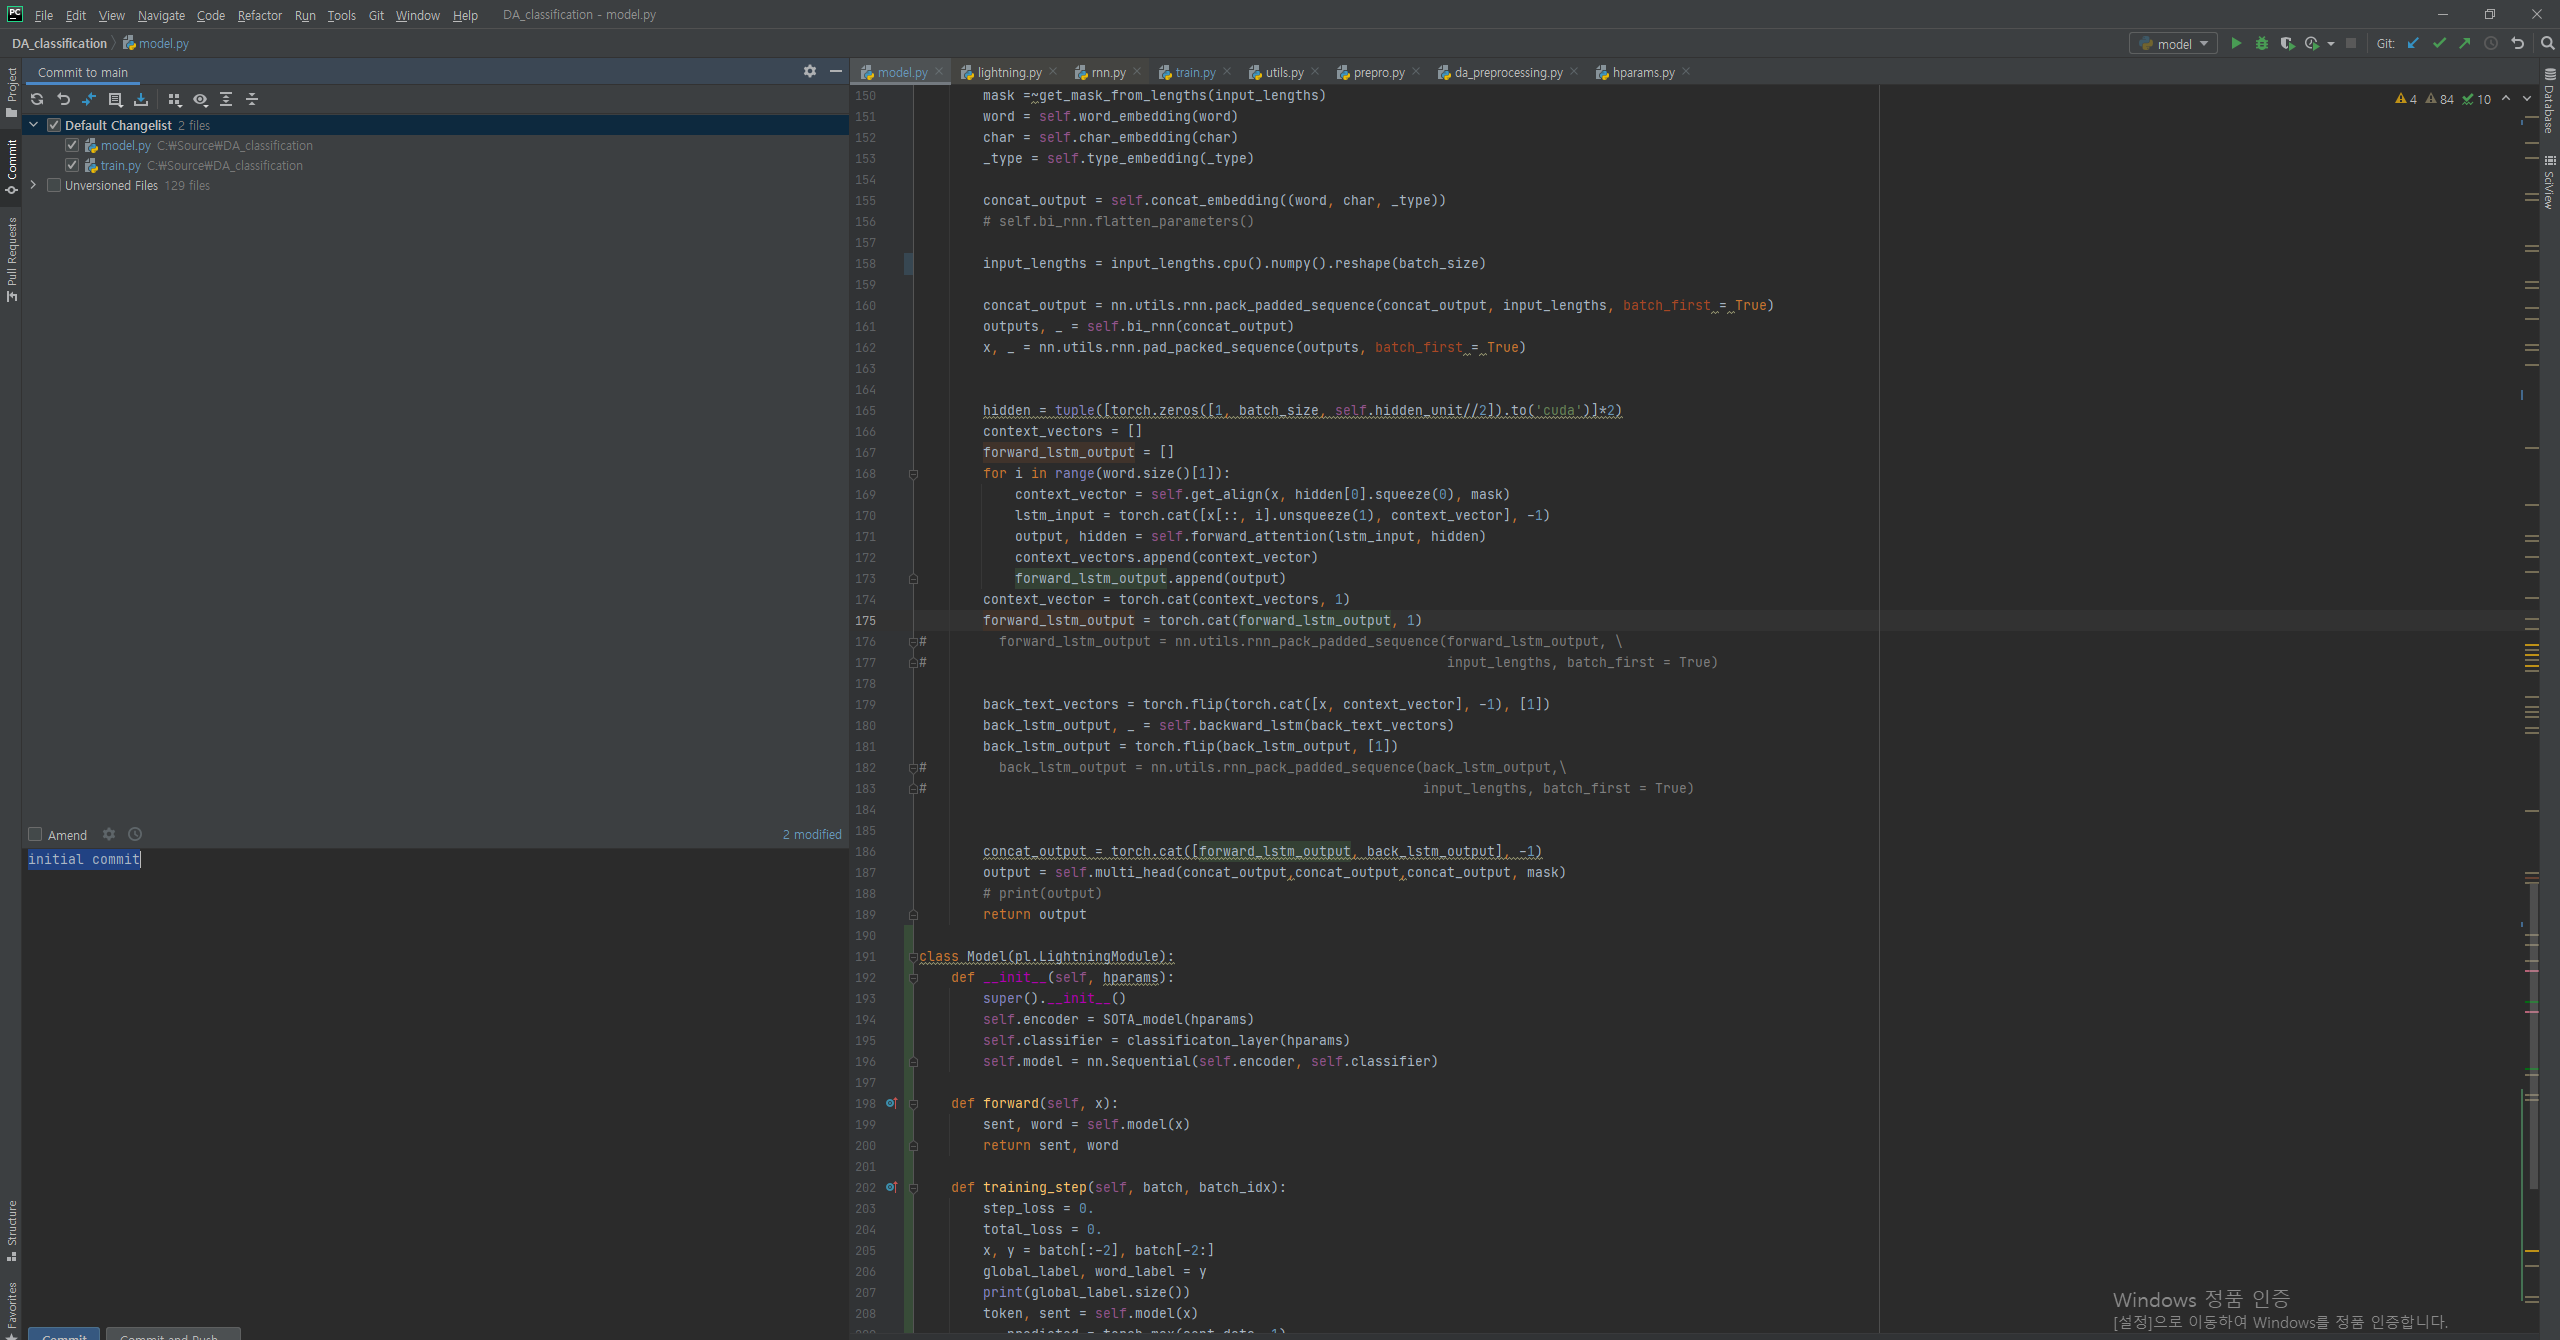 PC File Edit View Navigate Code Refactor Run Tools Git Window Help DA_classification - model.py
DA_classification model.py model Git:
Commit to main
model.py lightning.py rnn.py train.py utils.py prepro.py da_preprocessing.py hparams.py
Project
Commit
Pull Requests
Structure
Favorites
Default Changelist 2 files
model.py C:₩Source₩DA_classification
train.py C:₩Source₩DA_classification
Unversioned Files 129 files
Amend 2 modified
initial commit
Commit Commit and Push...
4 84 10
Database
SciView
150 mask =~get_mask_from_lengths(input_lengths)
151 word = self.word_embedding(word)
152 char = self.char_embedding(char)
153 _type = self.type_embedding(_type)
154
155 concat_output = self.concat_embedding((word, char, _type))
156 # self.bi_rnn.flatten_parameters()
157
158 input_lengths = input_lengths.cpu().numpy().reshape(batch_size)
159
160 concat_output = nn.utils.rnn.pack_padded_sequence(concat_output, input_lengths, batch_first = True)
161 outputs, _ = self.bi_rnn(concat_output)
162 x, _ = nn.utils.rnn.pad_packed_sequence(outputs, batch_first = True)
163
164
165 hidden = tuple([torch.zeros([1, batch_size, self.hidden_unit//2]).to('cuda')]*2)
166 context_vectors = []
167 forward_lstm_output = []
168 for i in range(word.size()[1]):
169 context_vector = self.get_align(x, hidden[0].squeeze(0), mask)
170 lstm_input = torch.cat([x[::, i].unsqueeze(1), context_vector], -1)
171 output, hidden = self.forward_attention(lstm_input, hidden)
172 context_vectors.append(context_vector)
173 forward_lstm_output.append(output)
174 context_vector = torch.cat(context_vectors, 1)
175 forward_lstm_output = torch.cat(forward_lstm_output, 1)
176 # forward_lstm_output = nn.utils.rnn_pack_padded_sequence(forward_lstm_output, \
177 # input_lengths, batch_first = True)
178
179 back_text_vectors = torch.flip(torch.cat([x, context_vector], -1), [1])
180 back_lstm_output, _ = self.backward_lstm(back_text_vectors)
181 back_lstm_output = torch.flip(back_lstm_output, [1])
182 # back_lstm_output = nn.utils.rnn_pack_padded_sequence(back_lstm_output,\
183 # input_lengths, batch_first = True)
184
185
186 concat_output = torch.cat([forward_lstm_output, back_lstm_output], -1)
187 output = self.multi_head(concat_output,concat_output,concat_output, mask)
188 # print(output)
189 return output
190
191 class Model(pl.LightningModule):
192 def __init__(self, hparams):
193 super().__init__()
194 self.encoder = SOTA_model(hparams)
195 self.classifier = classificaton_layer(hparams)
196 self.model = nn.Sequential(self.encoder, self.classifier)
197
198 def forward(self, x):
199 sent, word = self.model(x)
200 return sent, word
201
202 def training_step(self, batch, batch_idx):
203 step_loss = 0.
204 total_loss = 0.
205 x, y = batch[:-2], batch[-2:]
206 global_label, word_label = y
207 print(global_label.size())
208 token, sent = self.model(x)
Windows 정품 인증
[설정]으로 이동하여 Windows를 정품 인증합니다.